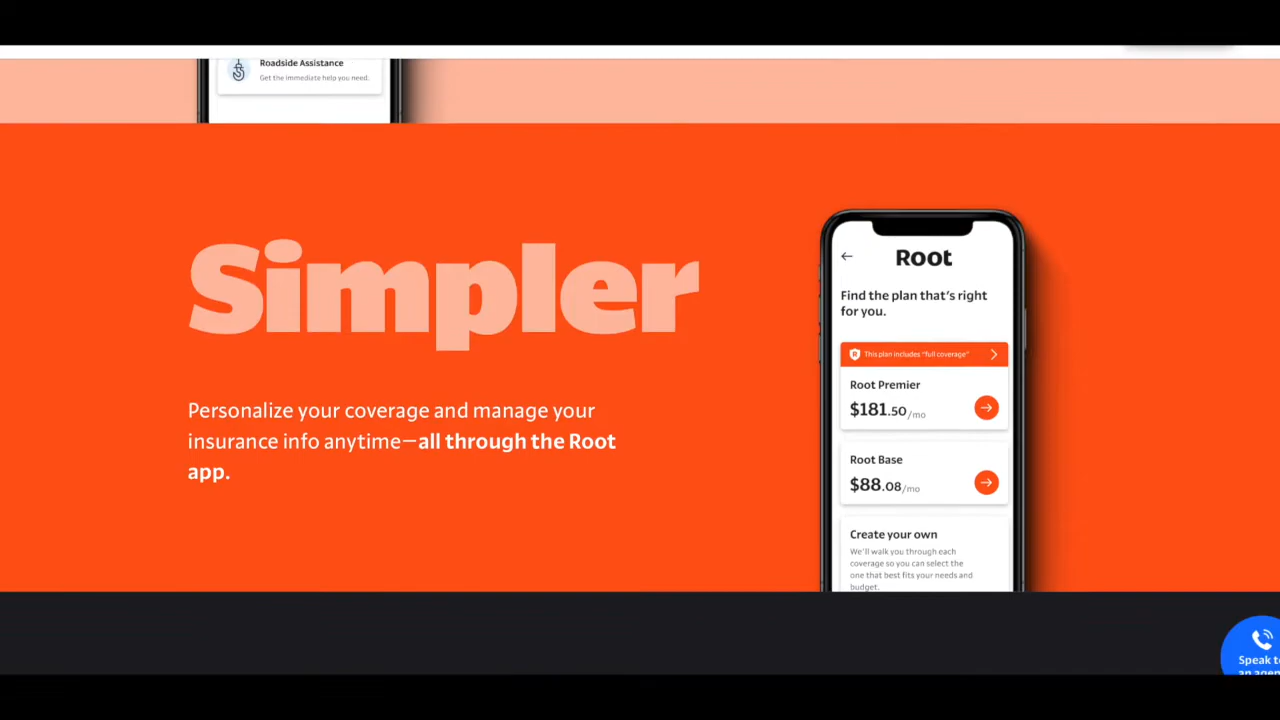 Roadside Assistance
Get the immediate help you need.
Simpler
Personalize your coverage and manage your
insurance info anytime—all through the Root
app.
Root
Find the plan that's right
for you.
This plan includes "full coverage"
Root Premier
$181.50/mo
Root Base
$88.08/mo
Create your own
We'll walk you through each
coverage so you can select the
one that best fits your needs and
budget.
Speak to
an agen